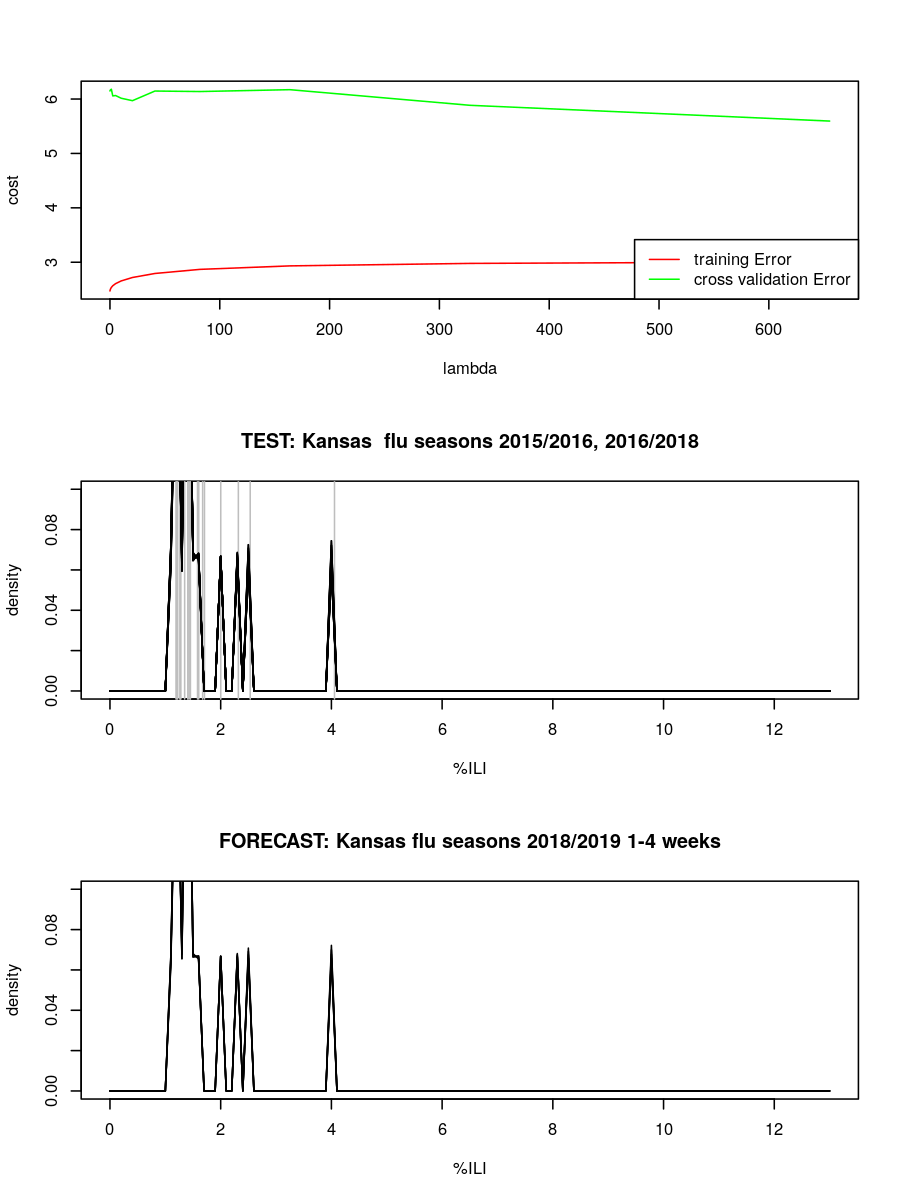 6
5
4
3
cost
training Error
cross validation Error
0 100 200 300 400 500 600
lambda
TEST: Kansas  flu seasons 2015/2016, 2016/2018
0.08
0.04
0.00
density
0 2 4 6 8 10 12
%ILI
FORECAST: Kansas flu seasons 2018/2019 1-4 weeks
0.08
0.04
0.00
density
0 2 4 6 8 10 12
%ILI